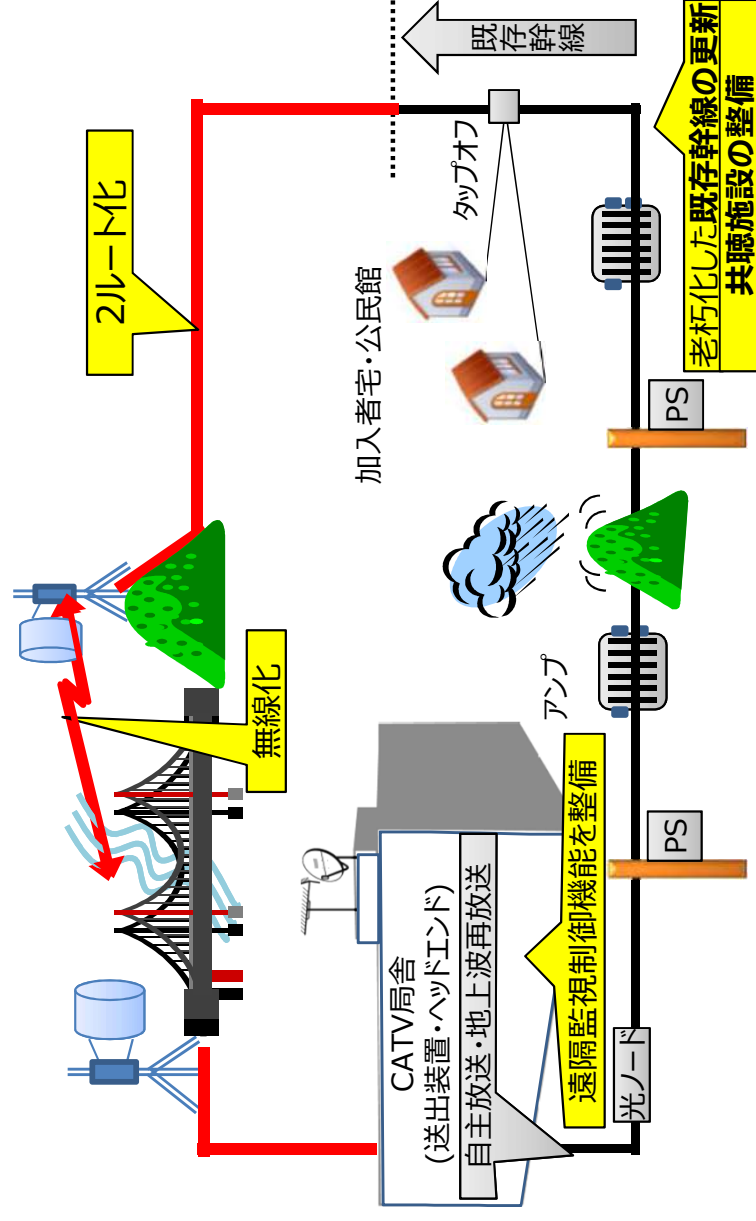 2ルート化
無線化
既存幹線
タップオフ
加入者宅・公民館
CATV局舎
(送出装置・ヘッドエンド)
自主放送・地上波再放送
遠隔監視制御機能を整備
アンプ
光ノード
PS
PS
老朽化した既存幹線の更新
共聴施設の整備